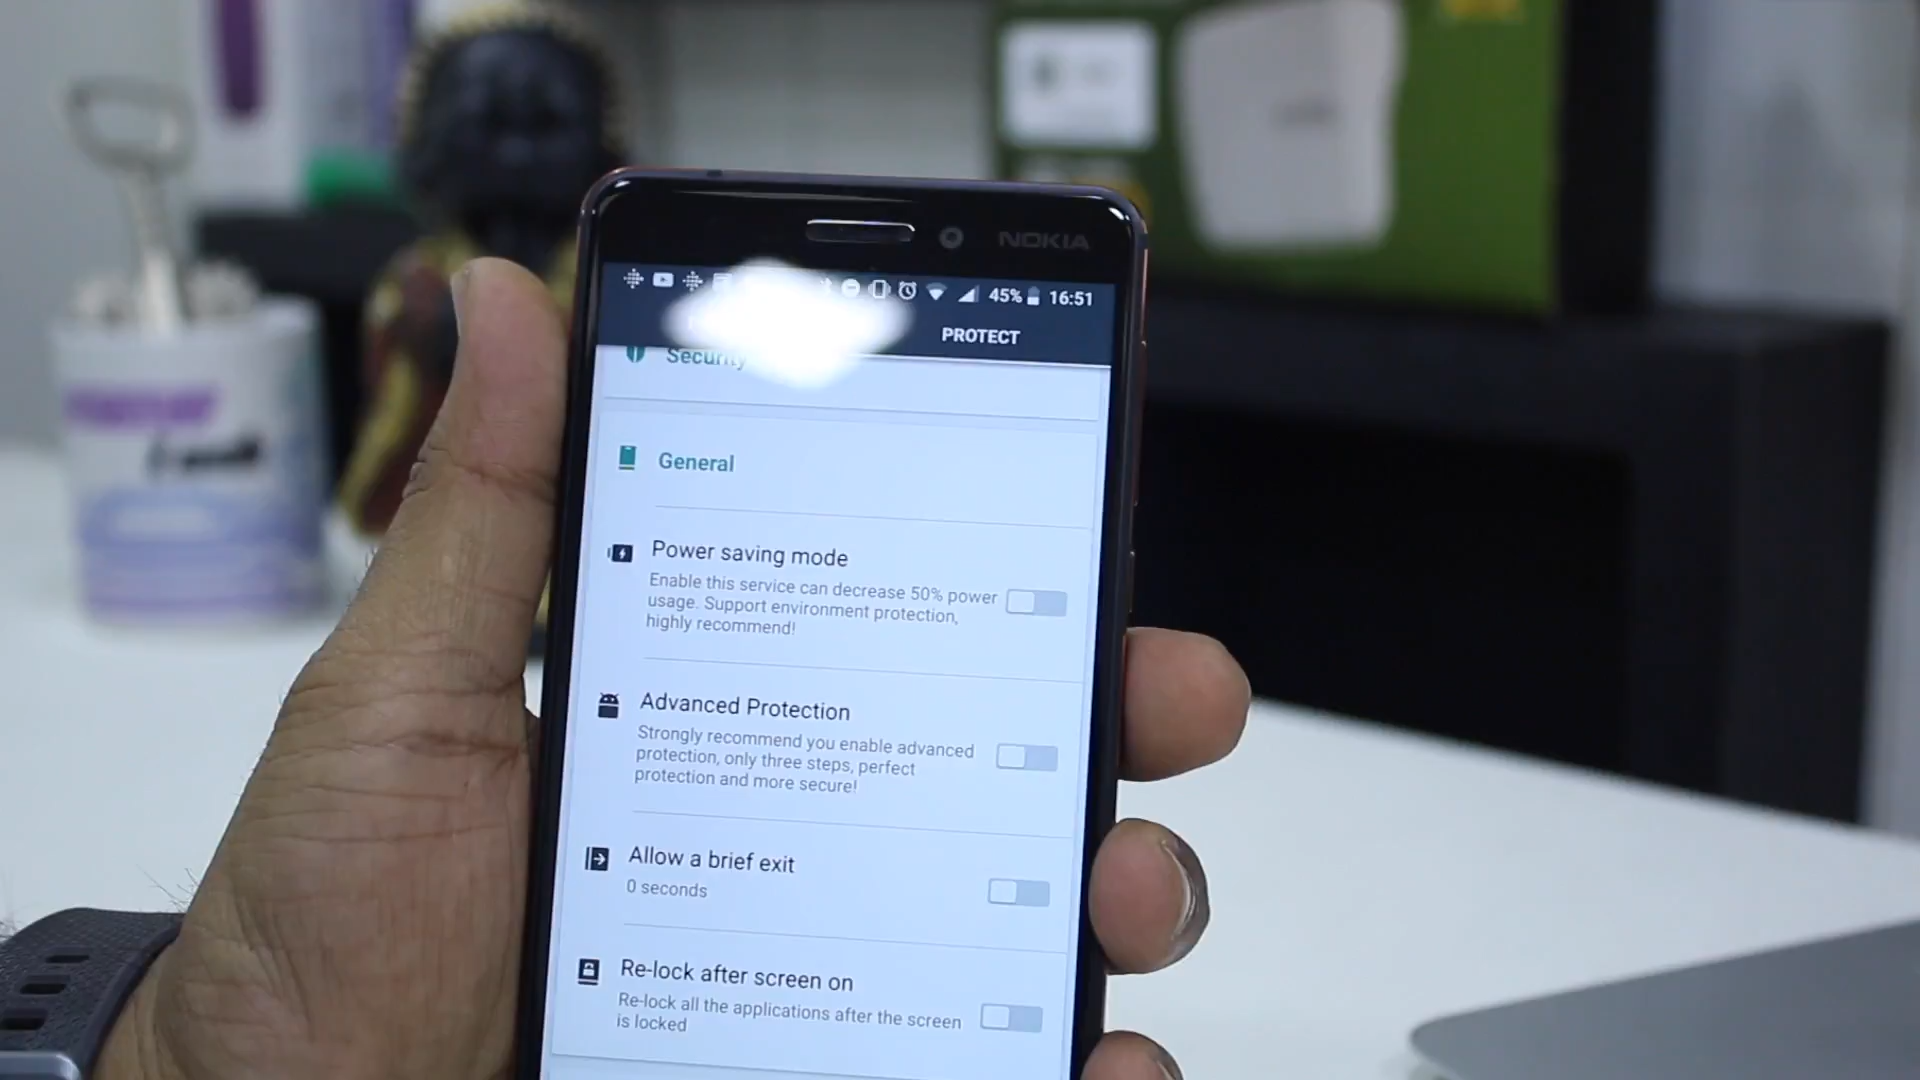 NOKIA
45% 16:51
PROTECT
Security
General
Power saving mode
Enable this service can decrease 50% power
usage. Support environment protection,
highly recommend!
Advanced Protection
Strongly recommend you enable advanced
protection, only three steps, perfect
protection and more secure!
Allow a brief exit
0 seconds
Re-lock after screen on
Re-lock all the applications after the screen
is locked